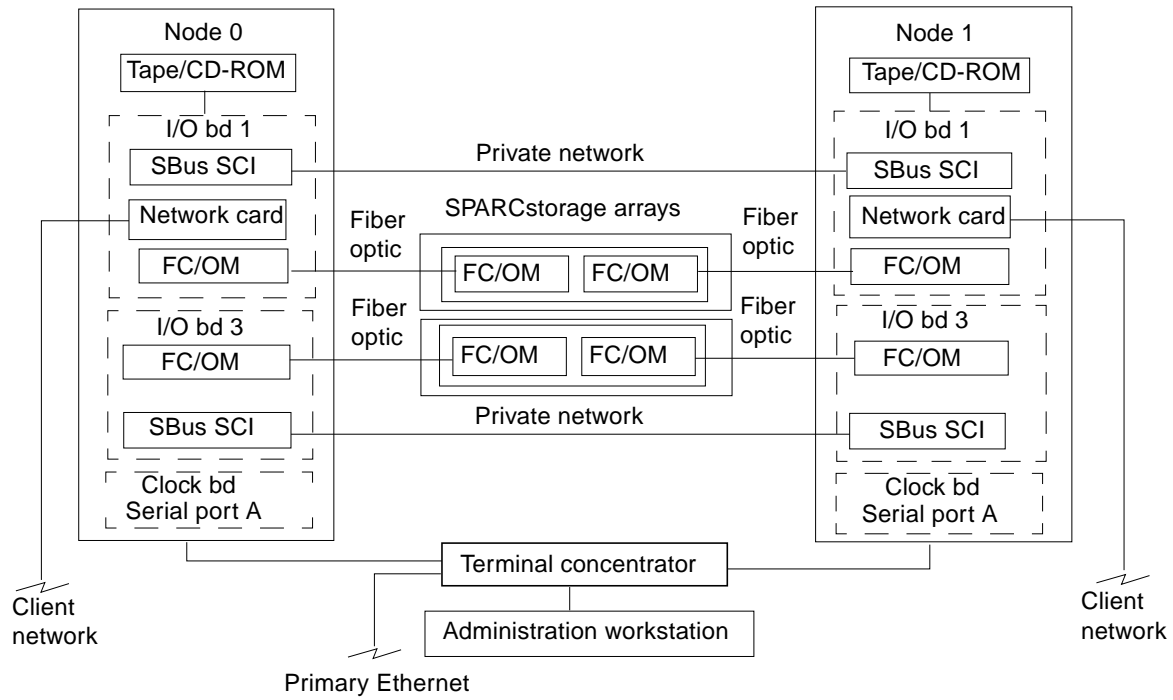 Node 0
Tape/CD-ROM
I/O bd 1
SBus SCI
Network card
FC/OM
I/O bd 3
FC/OM
SBus SCI
Clock bd
Serial port A
Client
network
Private network
SPARCstorage arrays
Fiber
optic
Fiber
optic
FC/OM
FC/OM
Fiber
optic
Fiber
optic
FC/OM
FC/OM
Private network
Terminal concentrator
Administration workstation
Primary Ethernet
Node 1
Tape/CD-ROM
I/O bd 1
SBus SCI
Network card
FC/OM
I/O bd 3
FC/OM
SBus SCI
Clock bd
Serial port A
Client
network